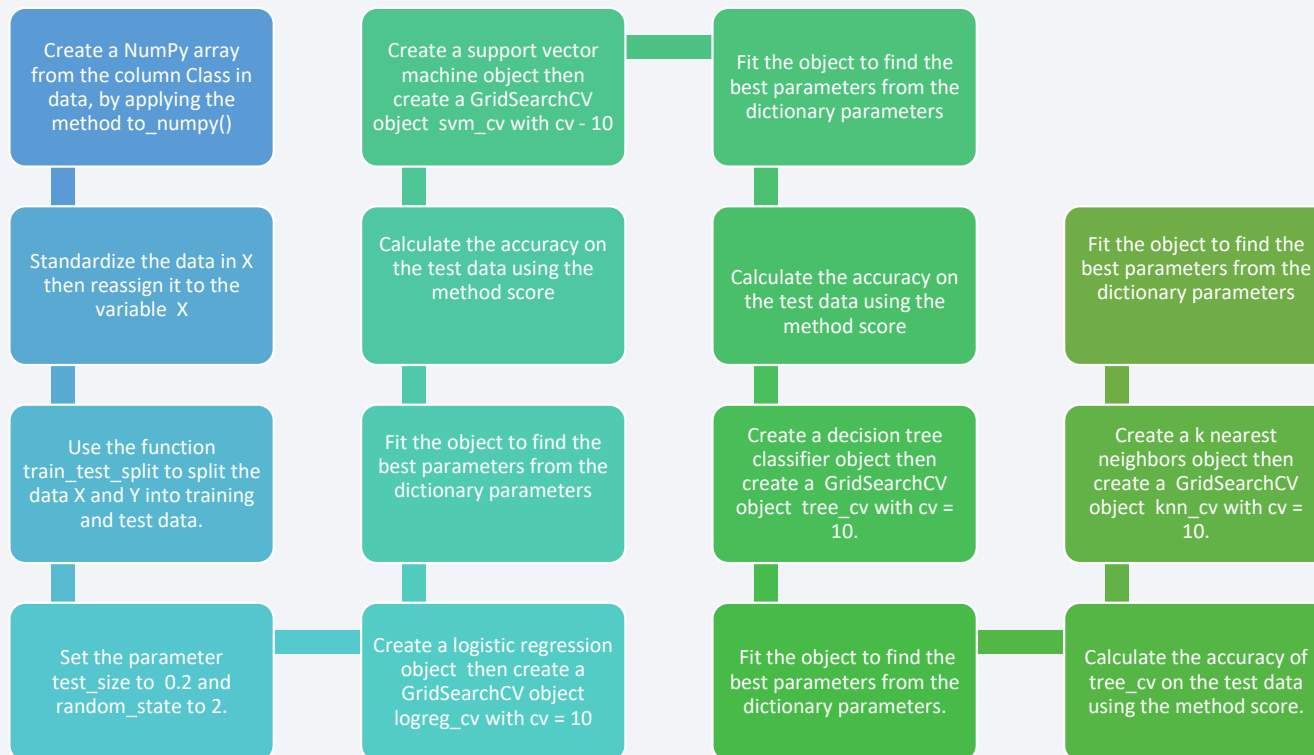 Create a NumPy array
from the column Class in
data, by applying the
method to_numpy()
Standardize the data in X
then reassign it to the
variable X
Use the function
train_test_split to split the
data X and Y into training
and test data.
Set the parameter
test_size to 0.2 and
random_state to 2.
Create a logistic regression
object then create a
GridSearchCV object
logreg_cv with cv = 10
Fit the object to find the
best parameters from the
dictionary parameters
Calculate the accuracy on
the test data using the
method score
Create a support vector
machine object then
create a GridSearchCV
object svm_cv with cv - 10
Fit the object to find the
best parameters from the
dictionary parameters
Calculate the accuracy on
the test data using the
method score
Create a decision tree
classifier object then
create a GridSearchCV
object tree_cv with cv =
10.
Fit the object to find the
best parameters from the
dictionary parameters.
Calculate the accuracy of
tree_cv on the test data
using the method score.
Create a k nearest
neighbors object then
create a GridSearchCV
object knn_cv with cv =
10.
Fit the object to find the
best parameters from the
dictionary parameters